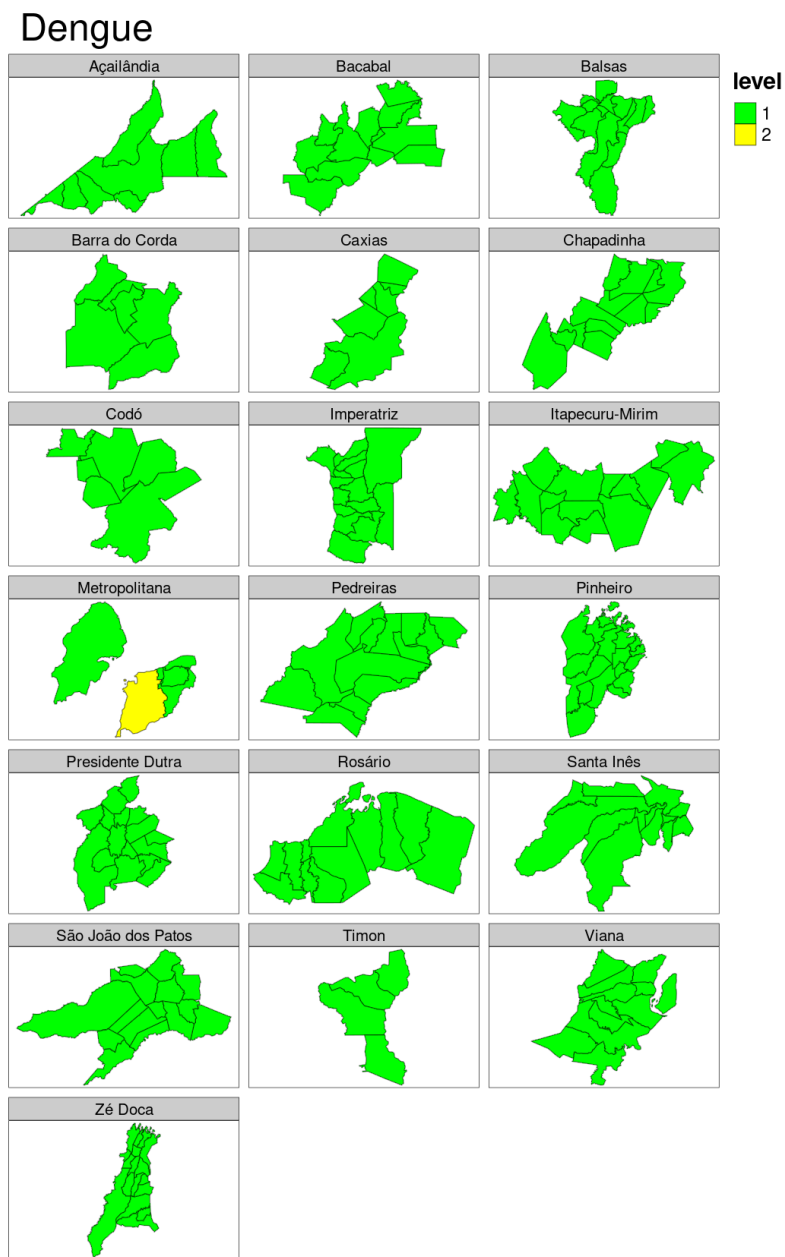 Dengue
Açailândia
Bacabal
Balsas
level
1
2
Barra do Corda
Caxias
Chapadinha
Codó
Imperatriz
Itapecuru-Mirim
Metropolitana
Pedreiras
Pinheiro
Presidente Dutra
Rosário
Santa Inês
São João dos Patos
Timon
Viana
Zé Doca